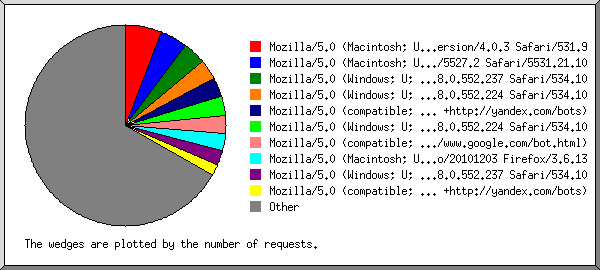 Mozilla/5.0 (Macintosh; U...ersion/4.0.3 Safari/531.9
Mozilla/5.0 (Macintosh; U.../5527.2 Safari/5531.21.10
Mozilla/5.0 (Windows; U; ...8.0.552.237 Safari/534.10
Mozilla/5.0 (Windows; U; ...8.0.552.224 Safari/534.10
Mozilla/5.0 (compatible; ... +http://yandex.com/bots)
Mozilla/5.0 (Windows; U; ...8.0.552.224 Safari/534.10
Mozilla/5.0 (compatible; .../www.google.com/bot.html)
Mozilla/5.0 (Macintosh; U...o/20101203 Firefox/3.6.13
Mozilla/5.0 (Windows; U; ...8.0.552.237 Safari/534.10
Mozilla/5.0 (compatible; ... +http://yandex.com/bots)
Other
The wedges are plotted by the number of requests.